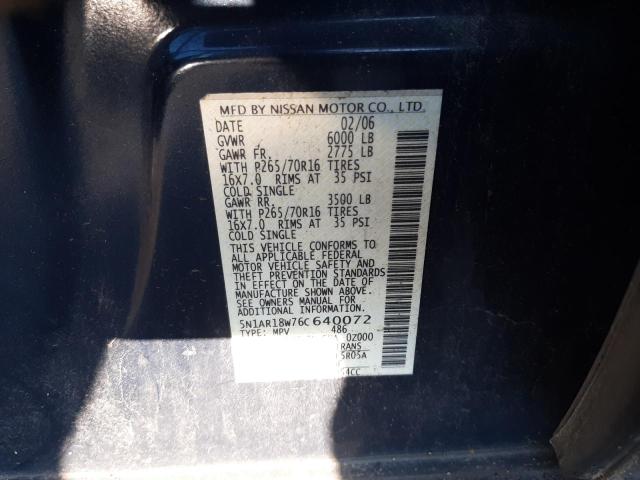 MFD BY NISSAN MOTOR CO., LTD.
DATE 02/06
GVWR 6000 LB
GAWR FR. 2775 LB
WITH P265/70R16 TIRES
16X7.0 RIMS AT 35 PSI
COLD SINGLE
GAWR RR. 3500 LB
WITH P265/70R16 TIRES
16X7.0 RIMS AT 35 PSI
COLD SINGLE
THIS VEHICLE CONFORMS TO
ALL APPLICABLE FEDERAL
MOTOR VEHICLE SAFETY AND
THEFT PREVENTION STANDARDS
IN EFFECT ON THE DATE OF
MANUFACTURE SHOWN ABOVE.
SEE OWNERS MANUAL FOR
ADDITIONAL INFORMATION.
5N1AR18W76C640072
TYPE: MPV 486
0Z000
TRANS
5R05A